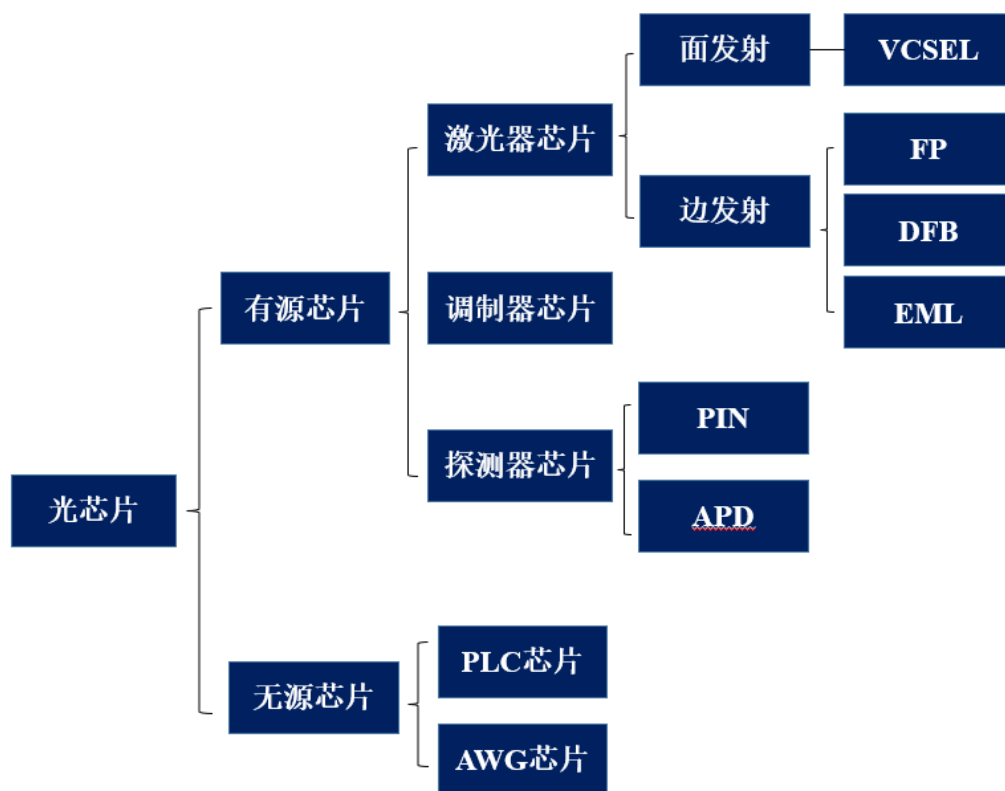 光芯片
有源芯片
激光器芯片
面发射
VCSEL
边发射
FP
DFB
EML
调制器芯片
探测器芯片
PIN
APD
无源芯片
PLC芯片
AWG芯片